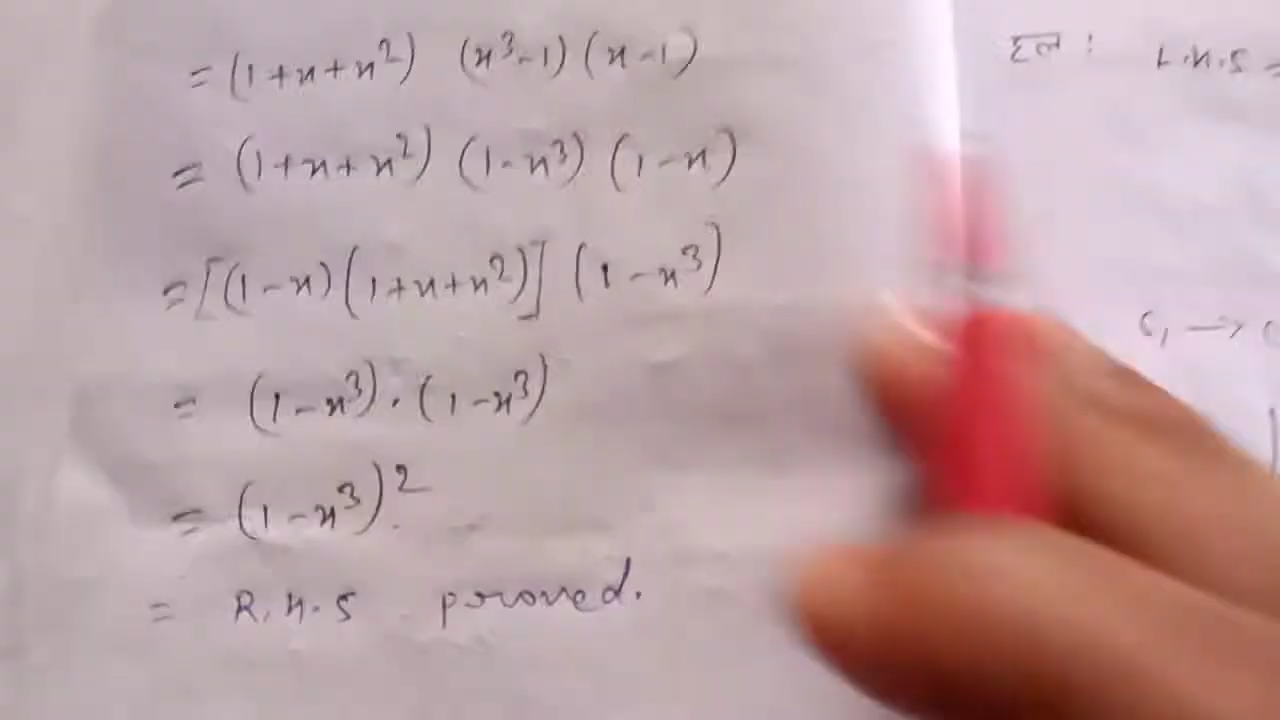 = (1+x+x²) (x³-1) (x-1)
= (1+x+x²) (1-x³) (1-x)
= [(1-x)(1+x+x²)] (1-x³)
= (1-x³).(1-x³)
= (1-x³)².
= R.H.S proved.
हल : L.H.S =
C₁ →